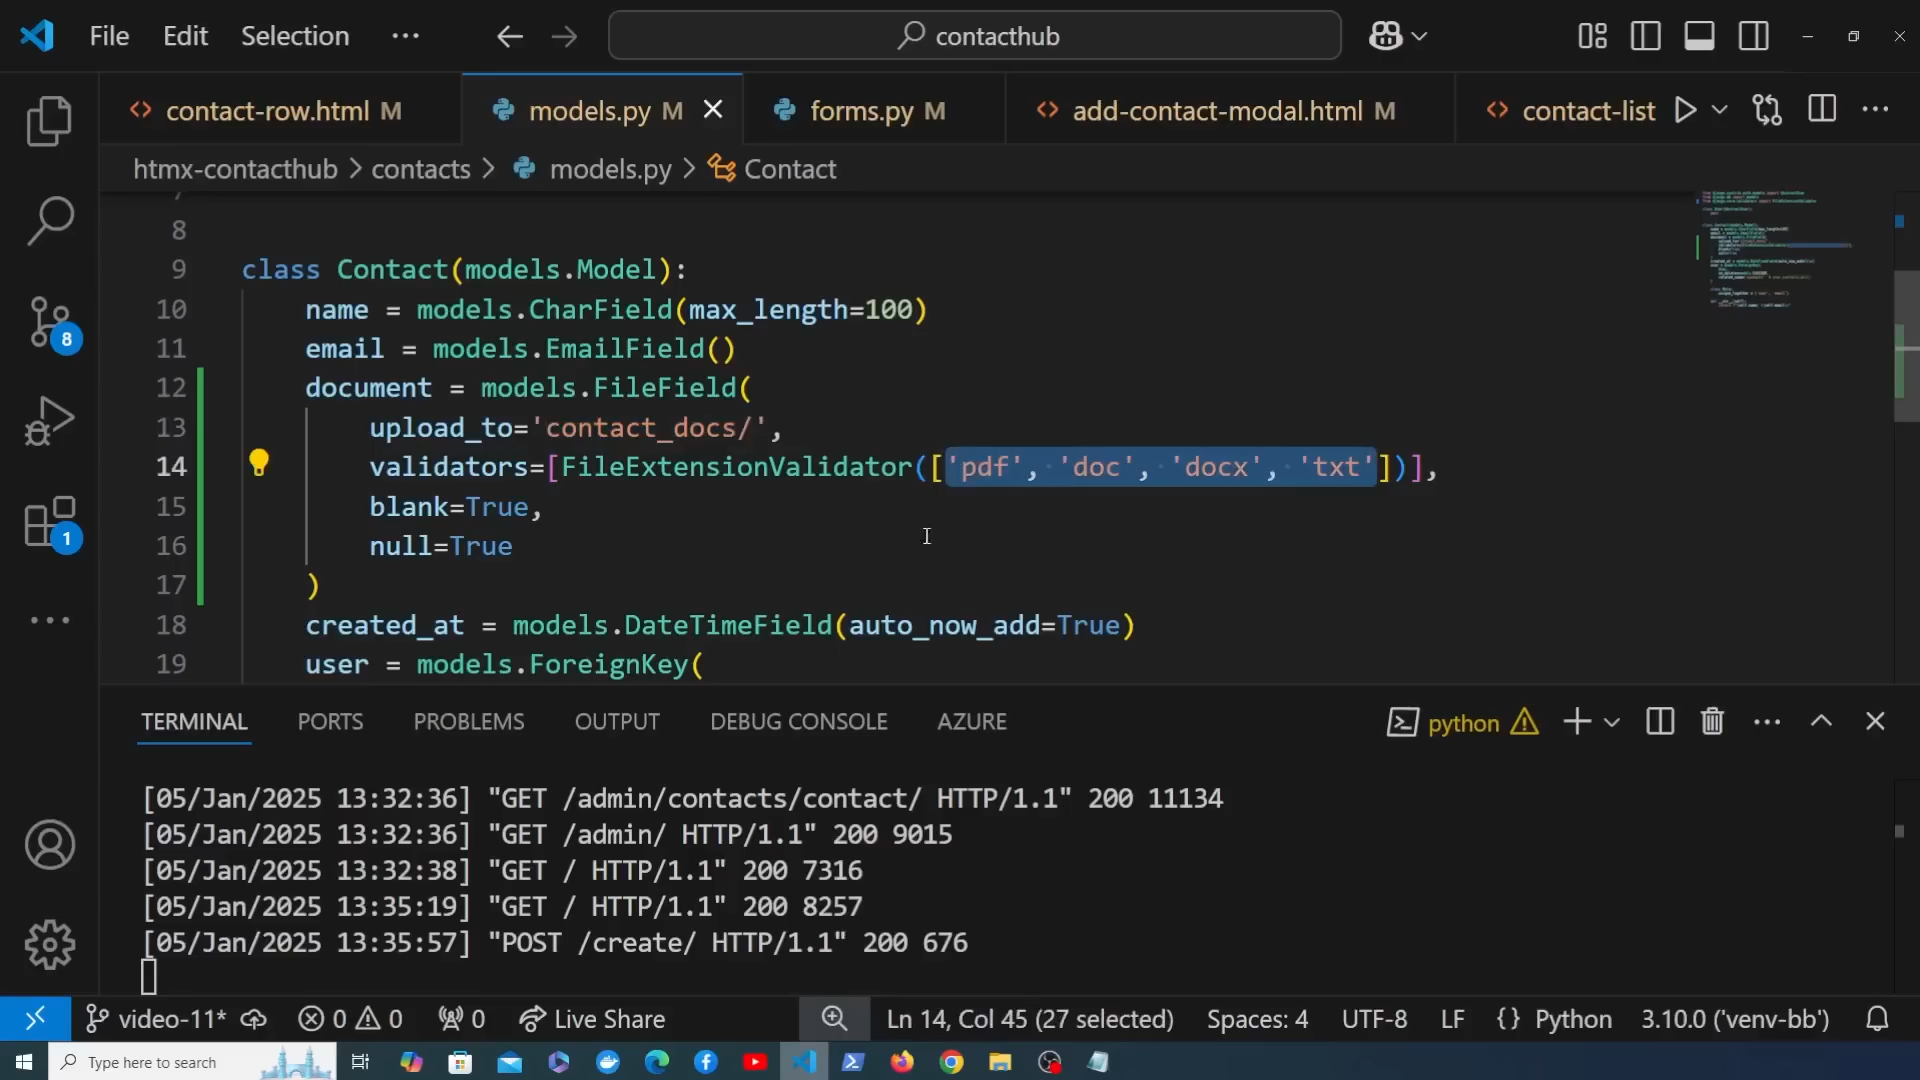 File Edit Selection ··· contacthub
contact-row.html M models.py M forms.py M add-contact-modal.html M contact-list
htmx-contacthub > contacts > models.py > Contact
8
9 class Contact(models.Model):
10 name = models.CharField(max_length=100)
11 email = models.EmailField()
12 document = models.FileField(
13 upload_to='contact_docs/',
14 validators=[FileExtensionValidator(['pdf', 'doc', 'docx', 'txt'])],
15 blank=True,
16 null=True
17 )
18 created_at = models.DateTimeField(auto_now_add=True)
19 user = models.ForeignKey(
8
1
TERMINAL PORTS PROBLEMS OUTPUT DEBUG CONSOLE AZURE python
[05/Jan/2025 13:32:36] "GET /admin/contacts/contact/ HTTP/1.1" 200 11134
[05/Jan/2025 13:32:36] "GET /admin/ HTTP/1.1" 200 9015
[05/Jan/2025 13:32:38] "GET / HTTP/1.1" 200 7316
[05/Jan/2025 13:35:19] "GET / HTTP/1.1" 200 8257
[05/Jan/2025 13:35:57] "POST /create/ HTTP/1.1" 200 676
video-11* 0 0 0 Live Share Ln 14, Col 45 (27 selected) Spaces: 4 UTF-8 LF {} Python 3.10.0 ('venv-bb')
Type here to search